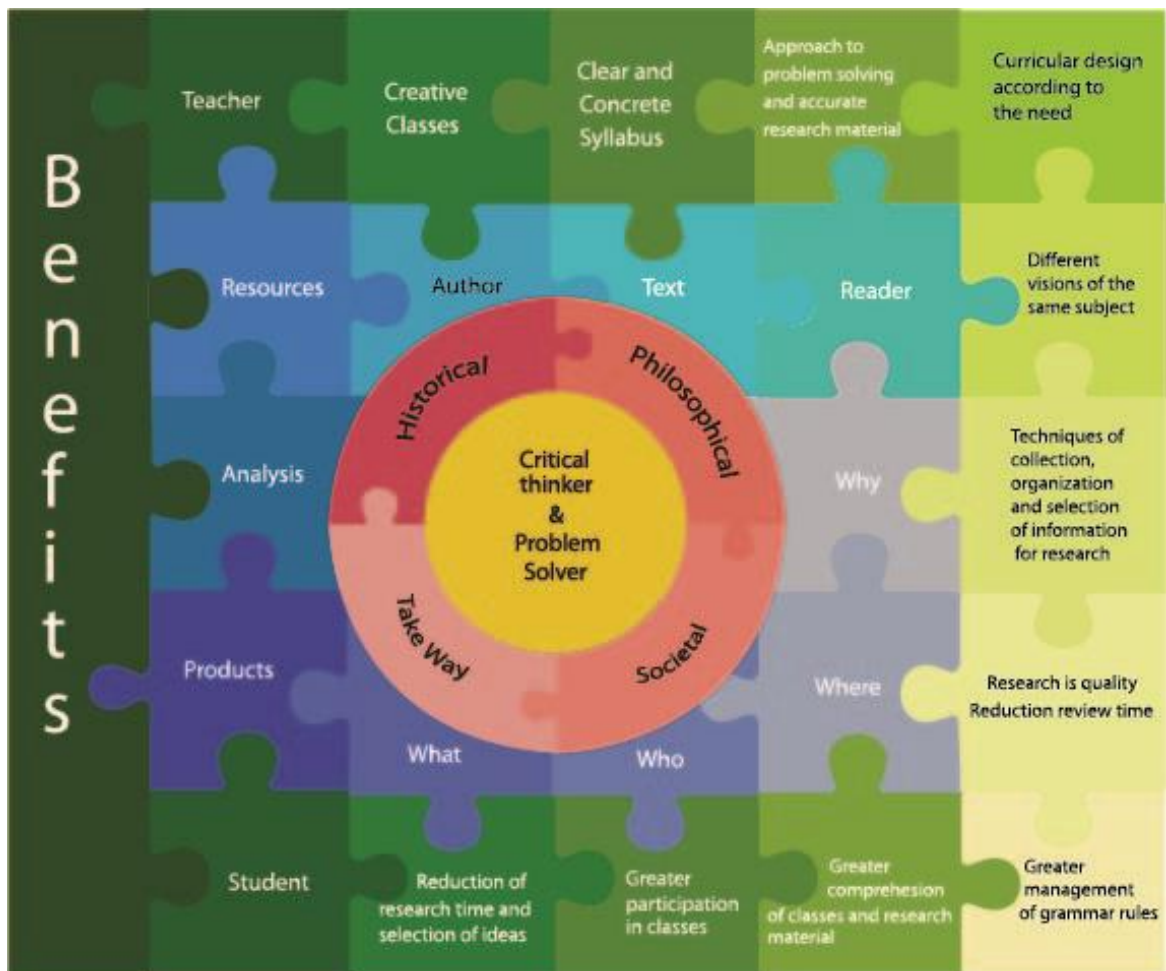 Benefits
Teacher
Creative
Classes
Clear and
Concrete
Syllabus
Approach to
problem solving
and accurate
research material
Curricular design
according to
the need
Resources
Author
Text
Reader
Different
visions of the
same subject
Historical
Philophical
Analysis
Critical
thinker
&
Problem
Solver
Why
Techniques of
collection,
organization
and selection
of information
for research
Take Way
Societal
Products
Where
Research is quality
Reduction review time
What
Who
Student
Reduction of
research time and
selection of ideas
Greater
participation
in classes
Greater
comprehesion
of classes and research
material
Greater
management
of grammar rules